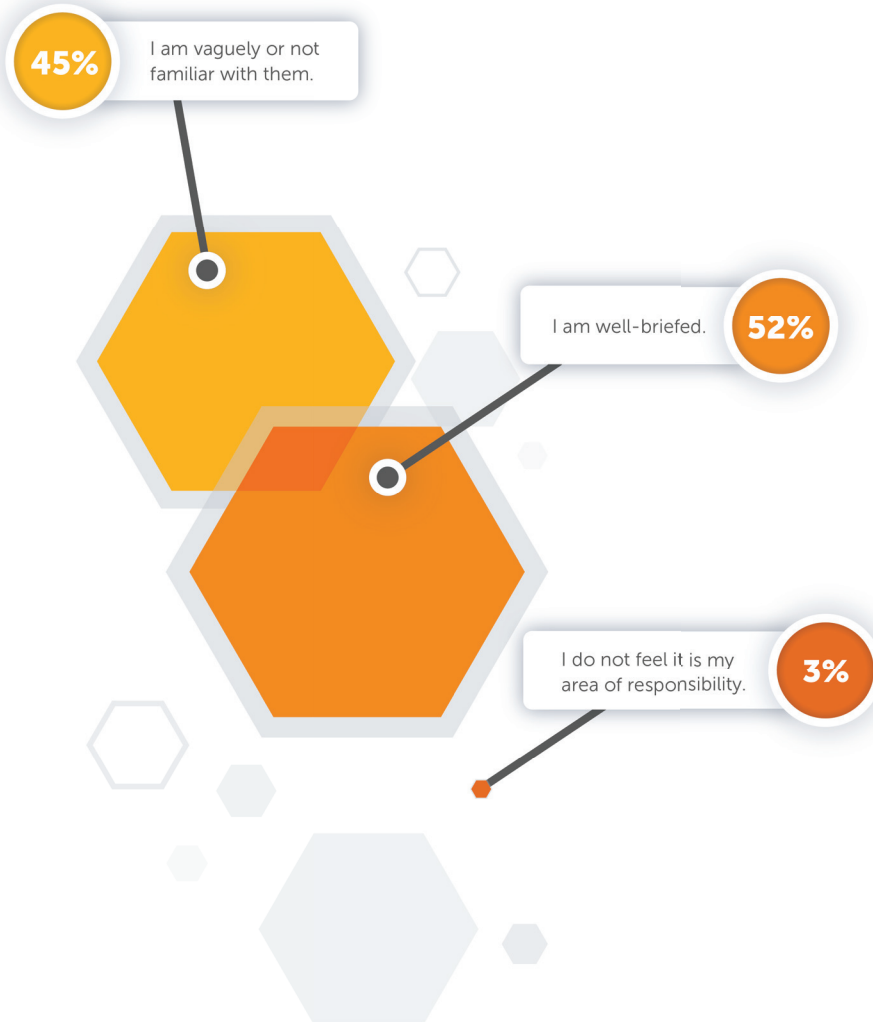 45%
I am vaguely or not
familiar with them.
I am well-briefed.
52%
I do not feel it is my
area of responsibility.
3%